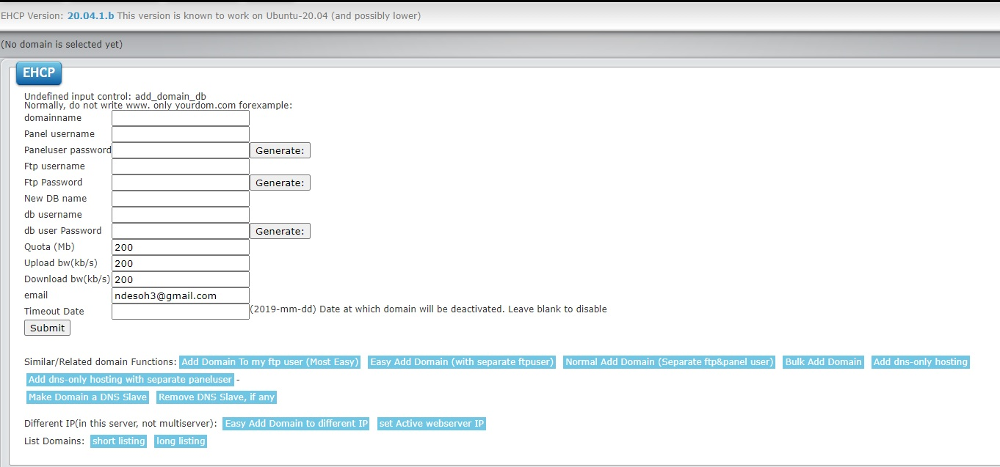 EHCP Version: 20.04.1.b This version is known to work on Ubuntu-20.04 (and possibly lower)
(No domain is selected yet)
EHCP
Undefined input control: add_domain_db
Normally, do not write www. only yourdom.com forexample:
domainname
Panel username
Paneluser password Generate:
Ftp username
Ftp Password Generate:
New DB name
db username
db user Password Generate:
Quota (Mb) 200
Upload bw(kb/s) 200
Download bw(kb/s) 200
email ndesoh3@gmail.com
Timeout Date (2019-mm-dd) Date at which domain will be deactivated. Leave blank to disable
Submit
Similar/Related domain Functions: Add Domain To my ftp user (Most Easy) Easy Add Domain (with separate ftpuser) Normal Add Domain (Separate ftp&panel user) Bulk Add Domain Add dns-only hosting
Add dns-only hosting with separate paneluser -
Make Domain a DNS Slave Remove DNS Slave, if any
Different IP(in this server, not multiserver): Easy Add Domain to different IP set Active webserver IP
List Domains: short listing long listing